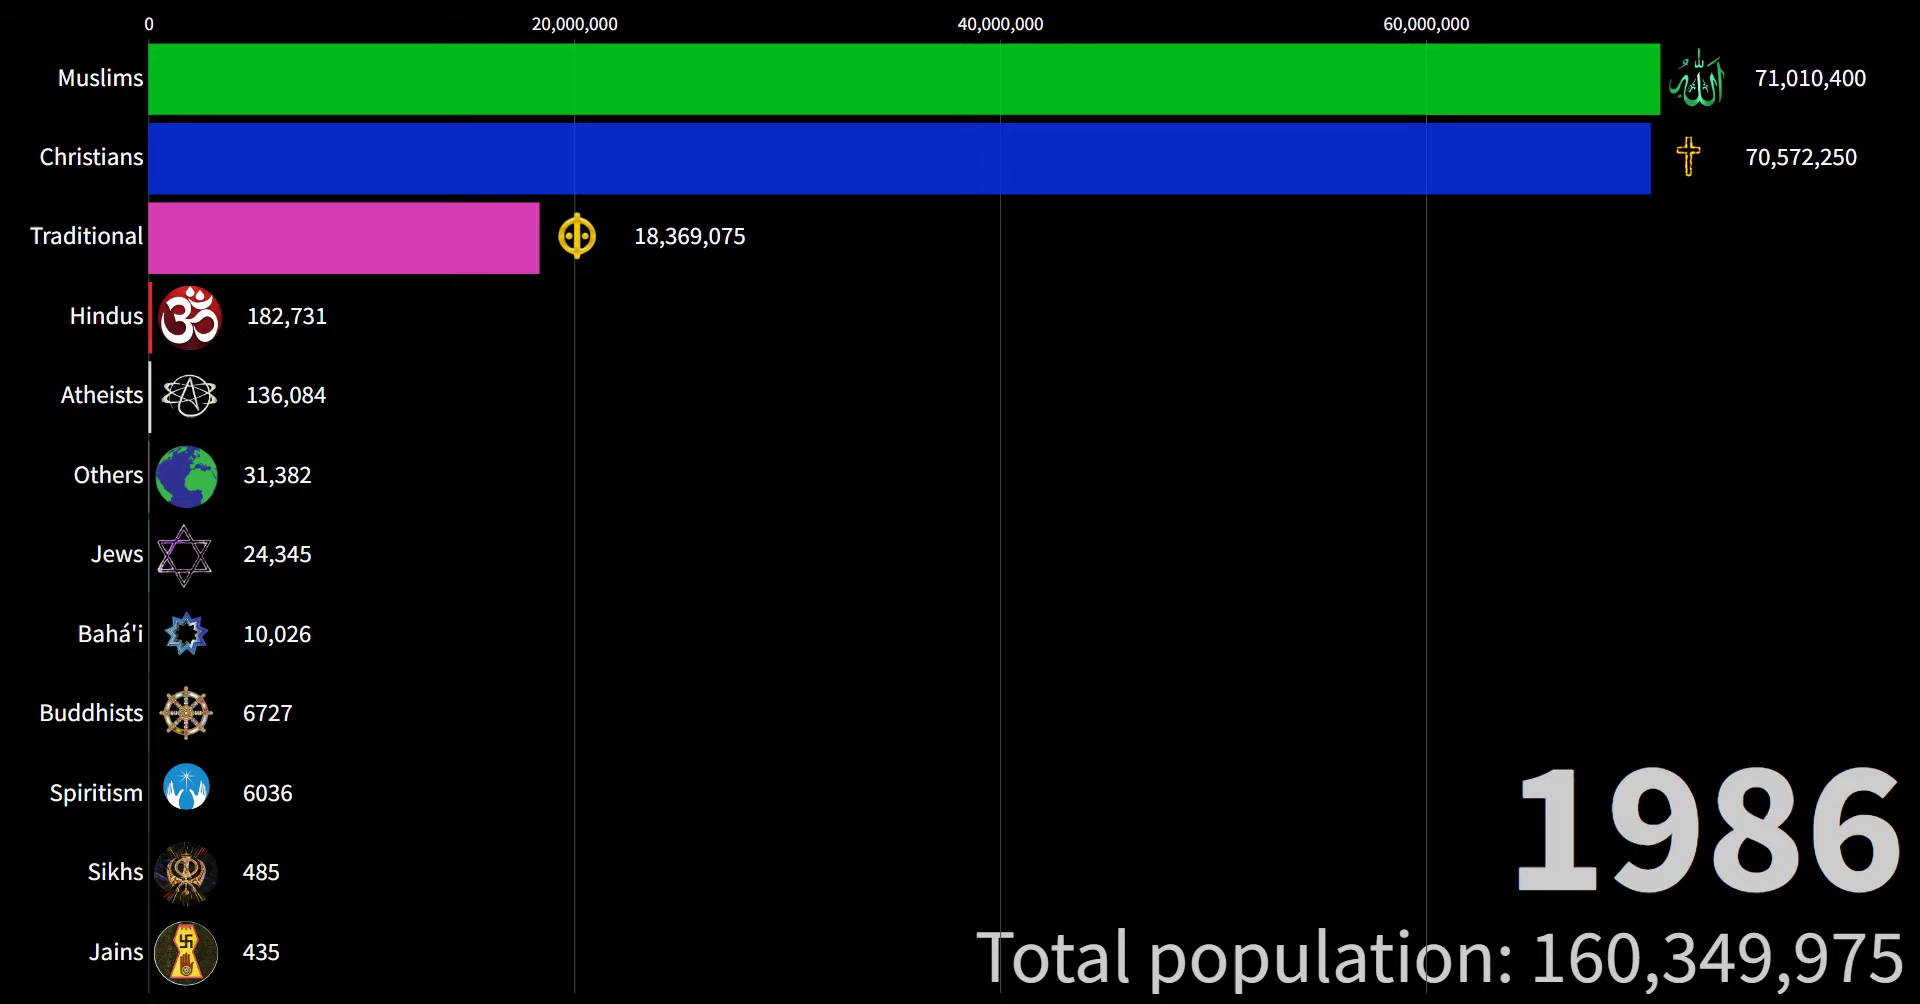 0 20,000,000 40,000,000 60,000,000
Muslims الله 71,010,400
Christians 70,572,250
Traditional 18,369,075
Hindus ॐ 182,731
Atheists A 136,084
Others 31,382
Jews 24,345
Bahá'i 10,026
Buddhists 6727
Spiritism 6036
Sikhs 485
Jains 435
1986
Total population: 160,349,975